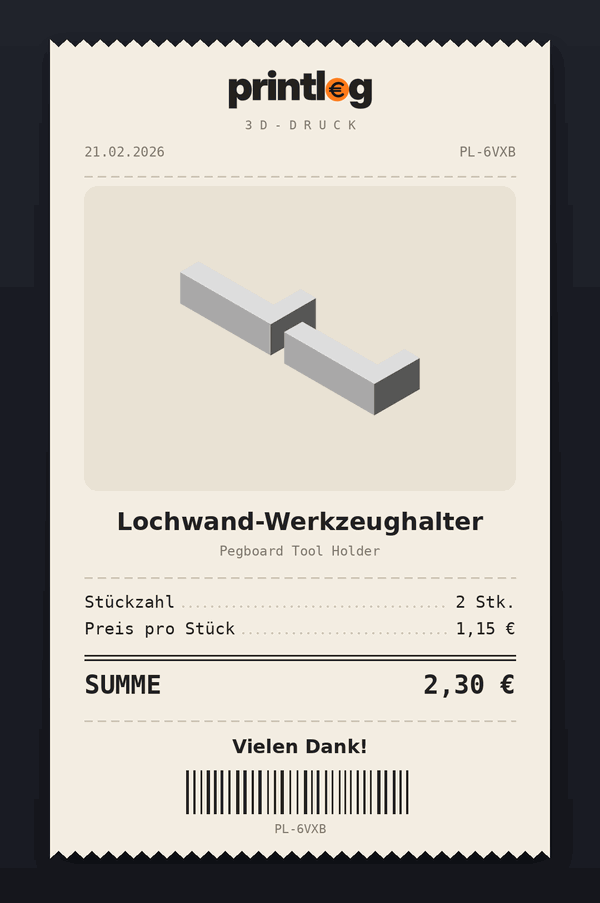 printl€g
3D-DRUCK
21.02.2026 PL-6VXB
Lochwand-Werkzeughalter
Pegboard Tool Holder
Stückzahl 2 Stk.
Preis pro Stück 1,15 €
SUMME 2,30 €
Vielen Dank!
PL-6VXB